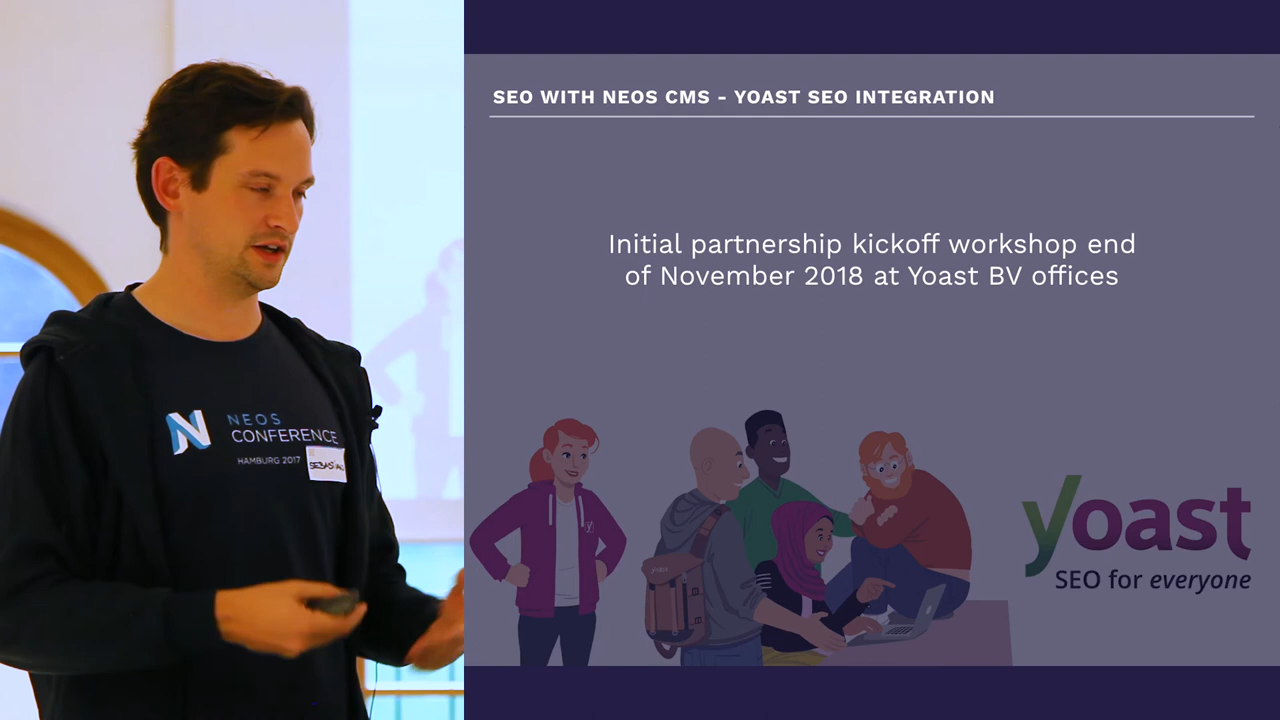 NEOS
CONFERENCE
HAMBURG 2017
SEBASTIAN
SEO WITH NEOS CMS - YOAST SEO INTEGRATION
Initial partnership kickoff workshop end
of November 2018 at Yoast BV offices
yoast
SEO for everyone